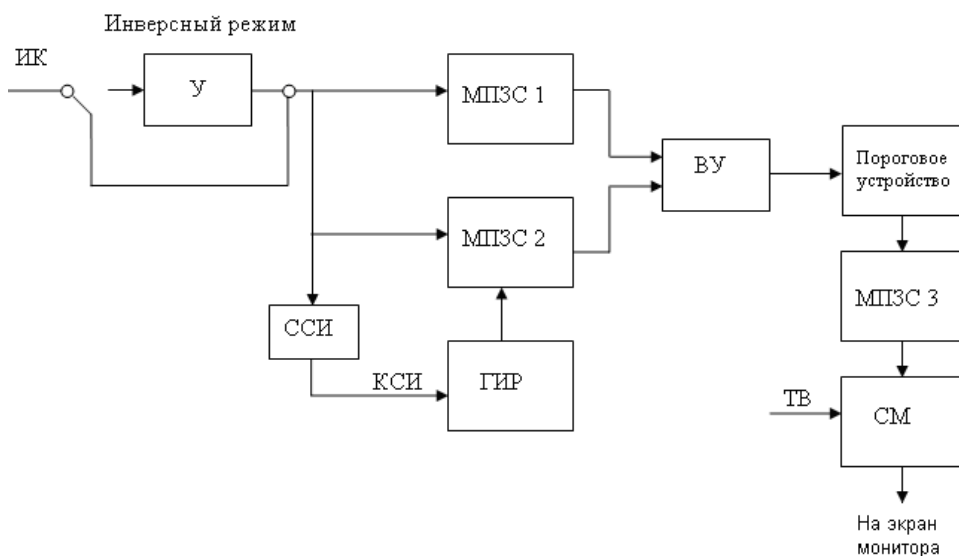 Инверсный режим
ИК
У
МПЗС 1
ВУ
Пороговое
устройство
МПЗС 2
МПЗС 3
ССИ
КСИ
ГИР
ТВ
СМ
На экран
монитора